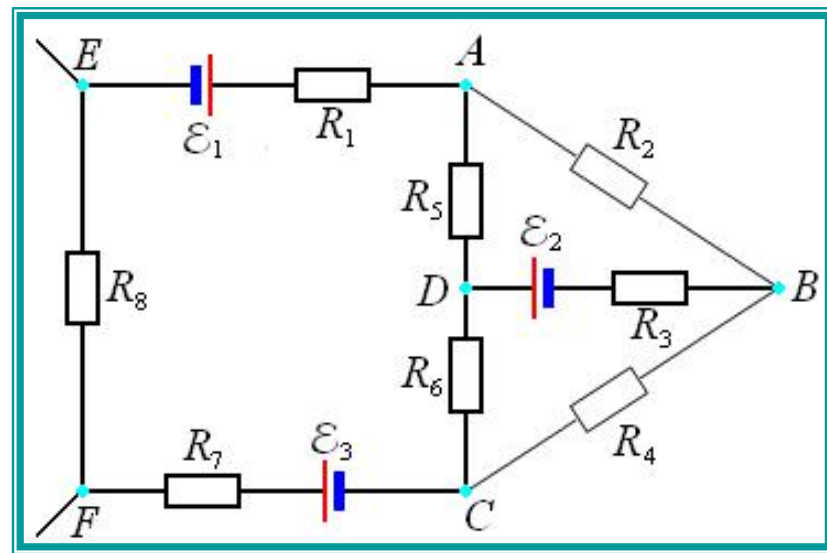 E
A
ℰ₁
R₁
R₂
R₅
ℰ₂
R₈
D
B
R₃
R₆
R₇
ℰ₃
R₄
F
C